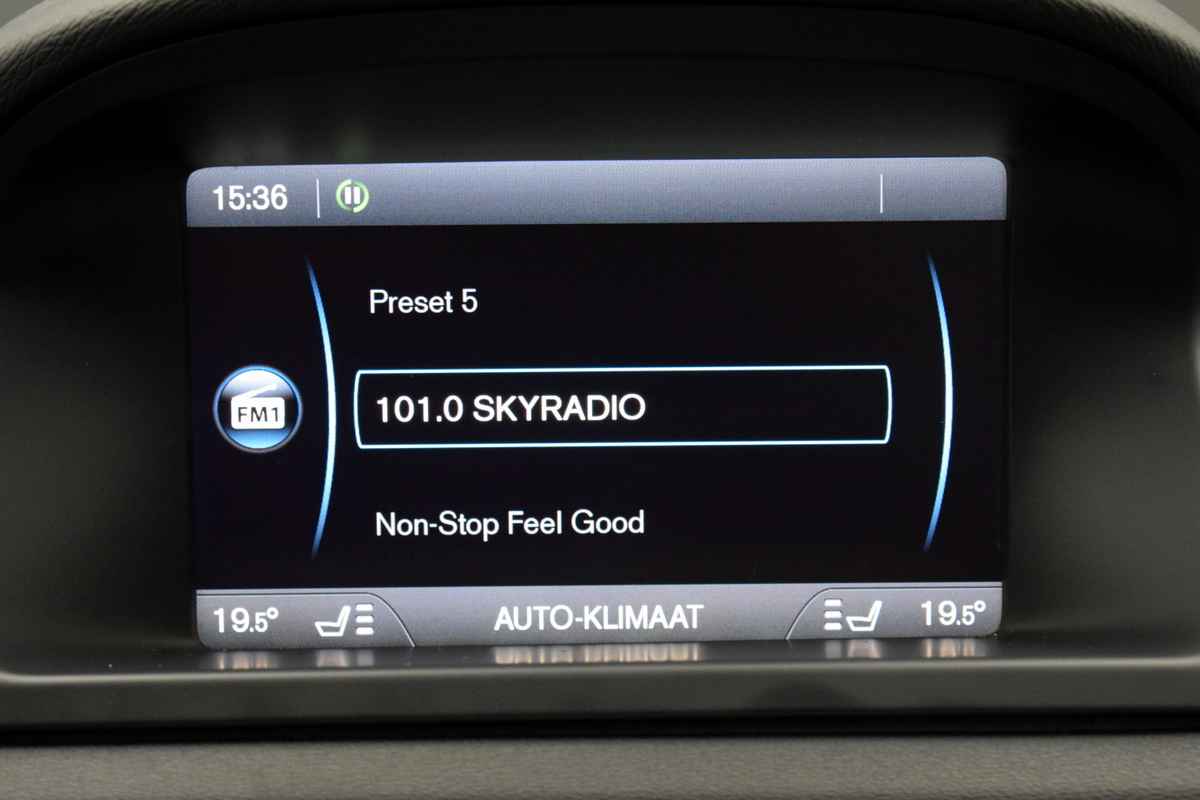 15:36
Preset 5
FM1
101.0 SKYRADIO
Non-Stop Feel Good
19.5° AUTO-KLIMAAT 19.5°